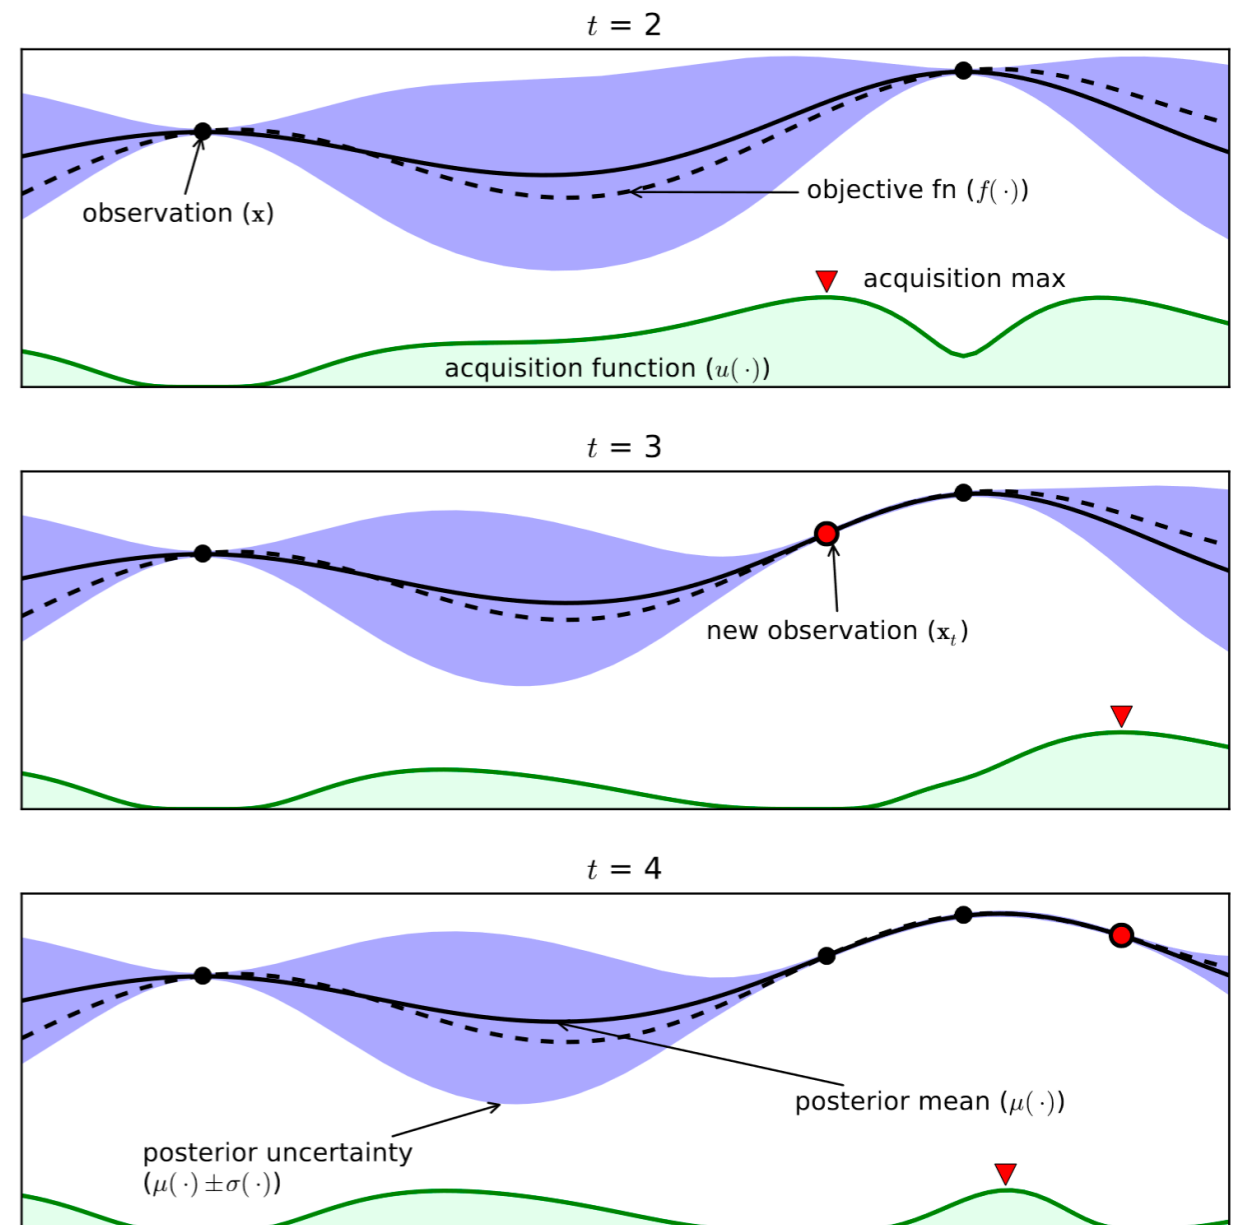 t = 2
observation (x)
objective fn (f(·))
acquisition max
acquisition function (u(·))
t = 3
new observation (xₜ)
t = 4
posterior mean (μ(·))
posterior uncertainty
(μ(·)±σ(·))